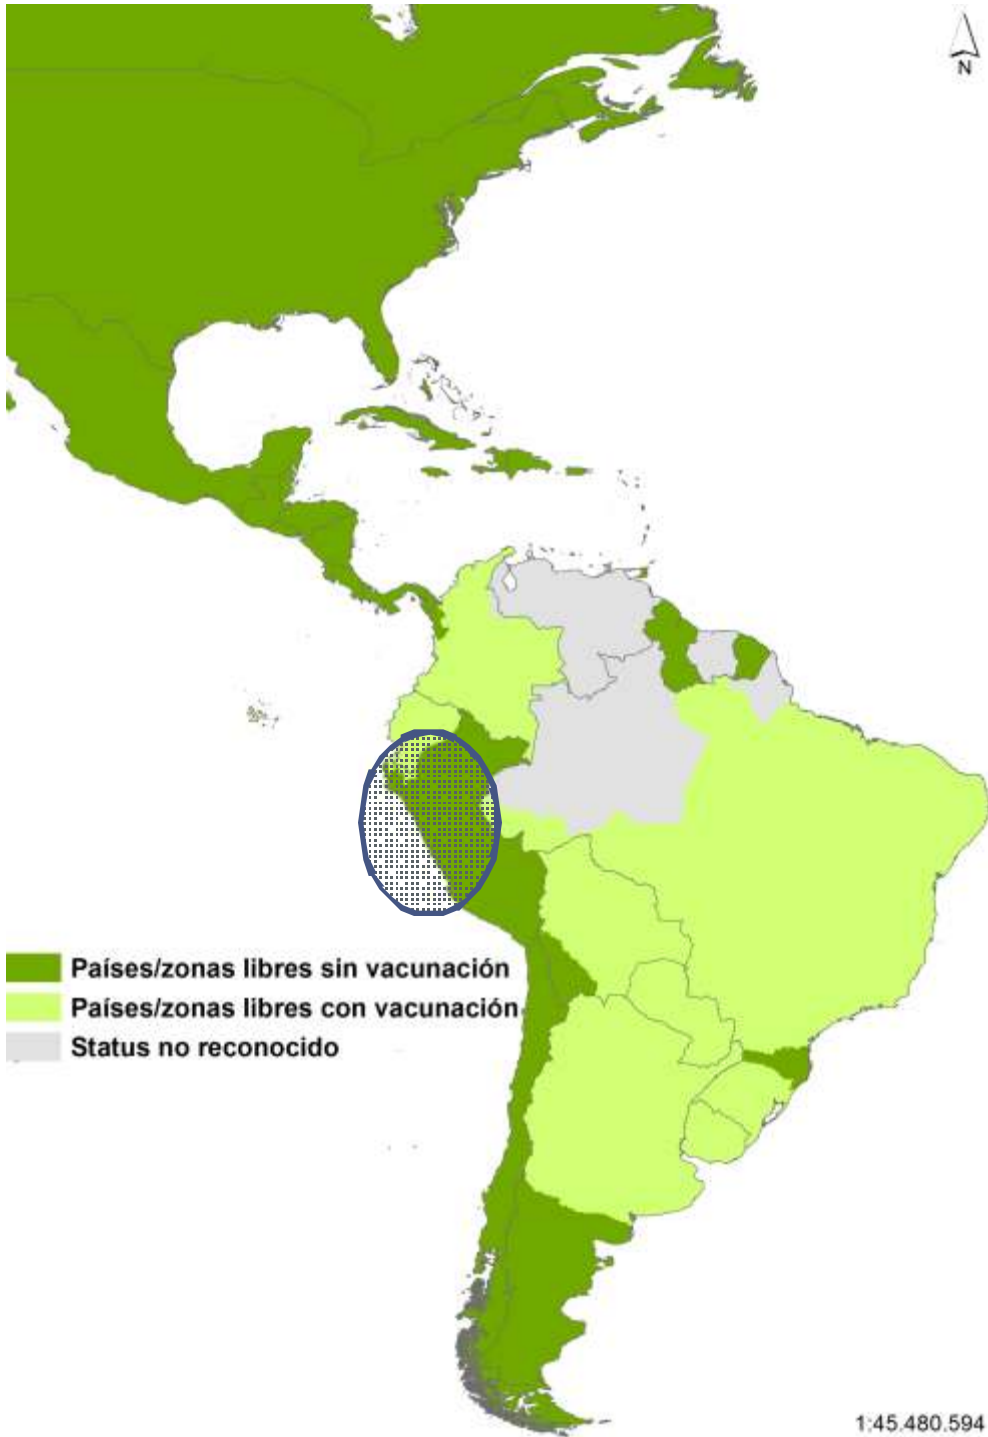 N
Países/zonas libres sin vacunación
Países/zonas libres con vacunación
Status no reconocido
1:45.480.594